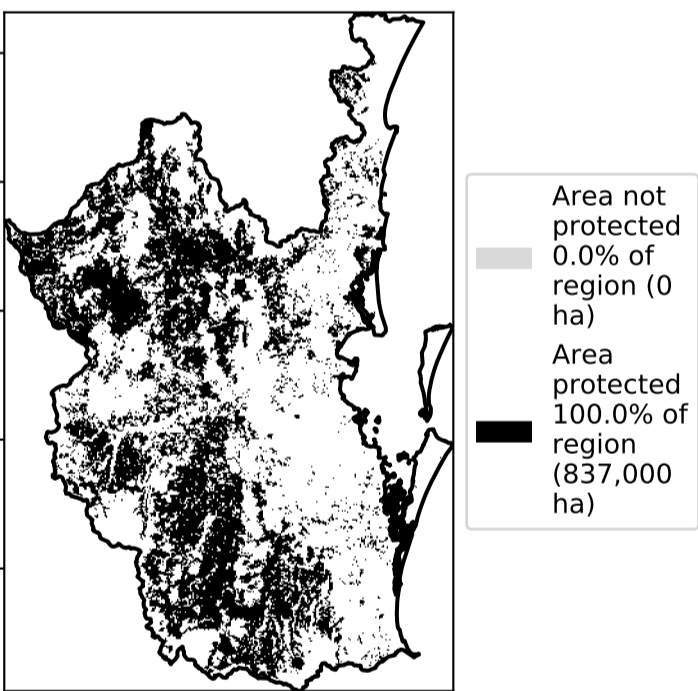 Area not
protected
0.0% of
region (0
ha)
Area
protected
100.0% of
region
(837,000
ha)